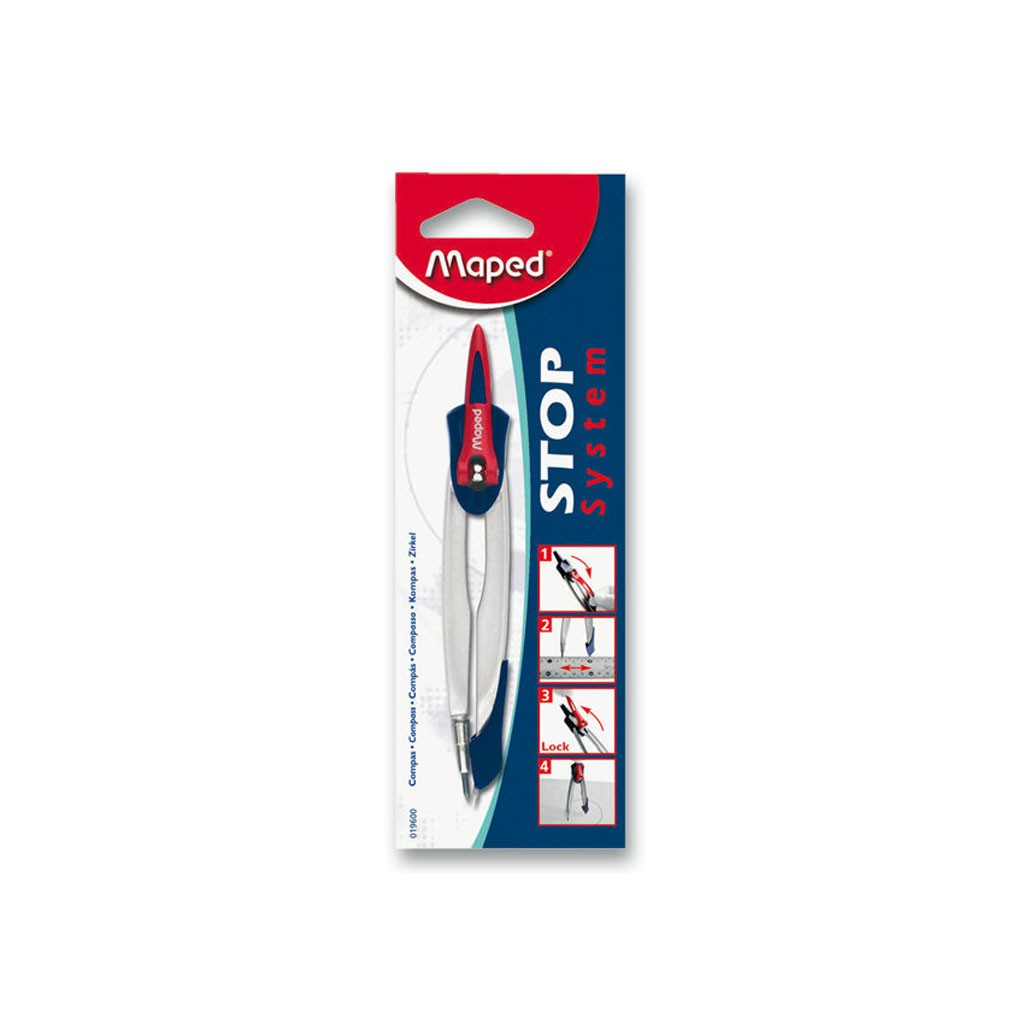 Maped®
STOP
System
Maped
1
2
3
Lock
4
Compas • Compass • Compás • Compasso • Kompas • Zirkel
019600